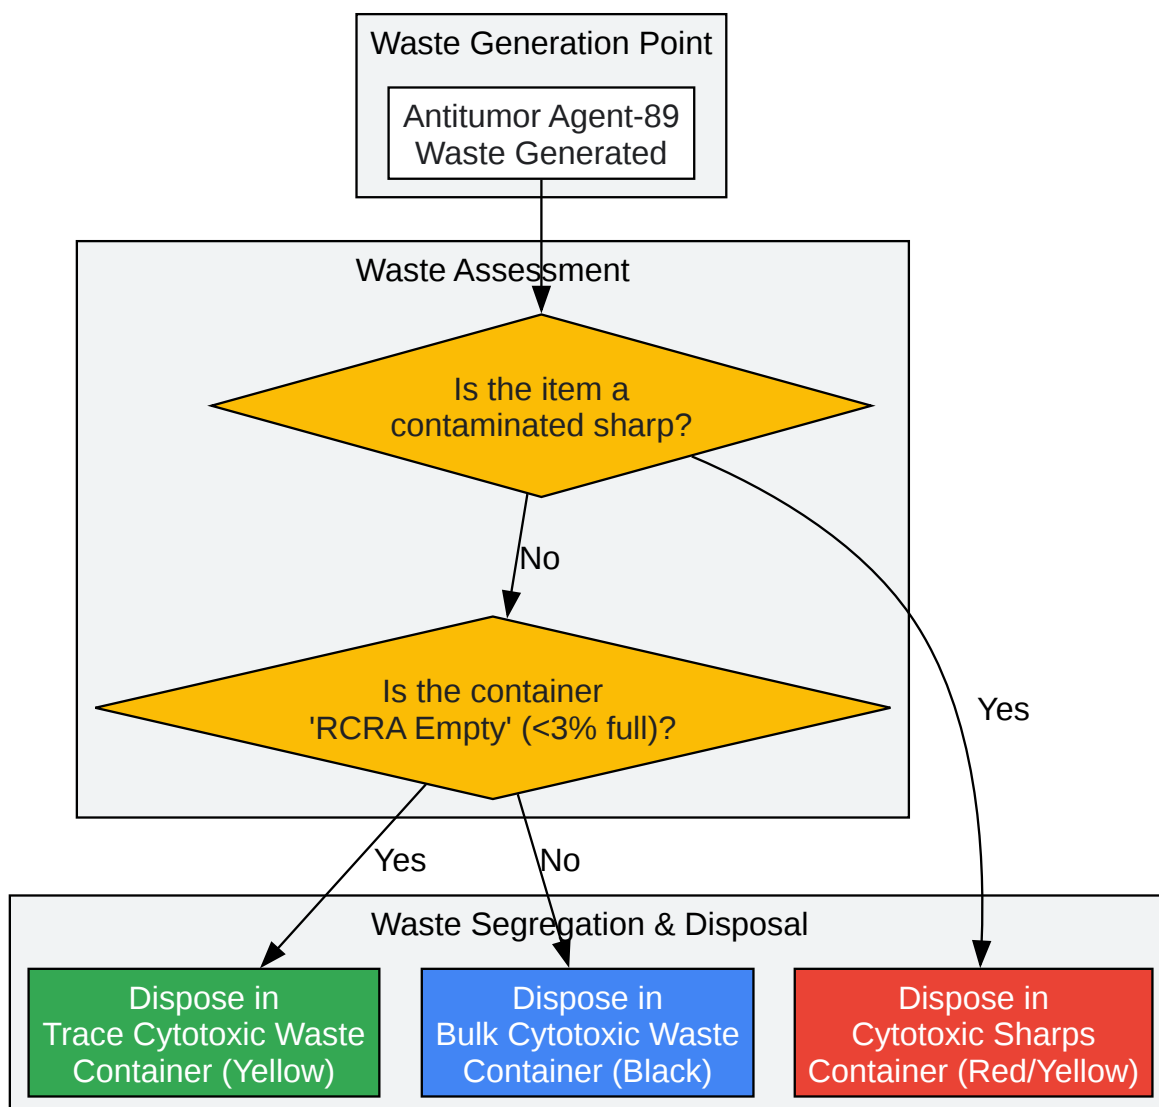 Waste Generation Point
Antitumor Agent-89
Waste Generated
Waste Assessment
Is the item a
contaminated sharp?
No
Is the container
'RCRA Empty' (<3% full)?
Yes
Yes
No
Waste Segregation & Disposal
Dispose in
Trace Cytotoxic Waste
Container (Yellow)
Dispose in
Bulk Cytotoxic Waste
Container (Black)
Dispose in
Cytotoxic Sharps
Container (Red/Yellow)